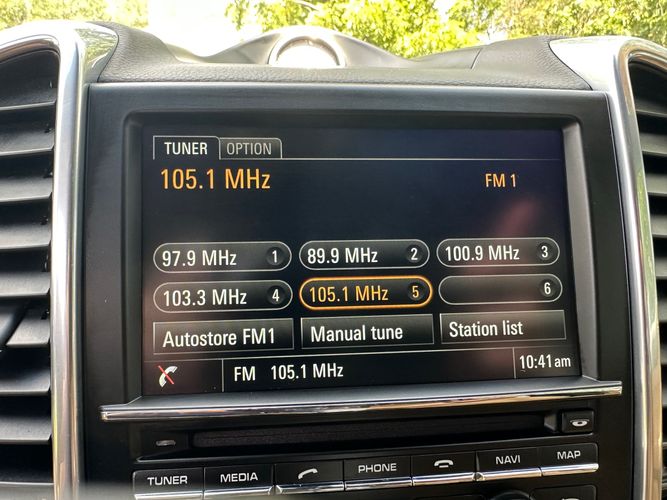 TUNER OPTION
105.1 MHz FM 1
97.9 MHz 1 89.9 MHz 2 100.9 MHz 3
103.3 MHz 4 105.1 MHz 5 6
Autostore FM1 Manual tune Station list
FM 105.1 MHz 10:41 am
TUNER MEDIA PHONE NAVI MAP